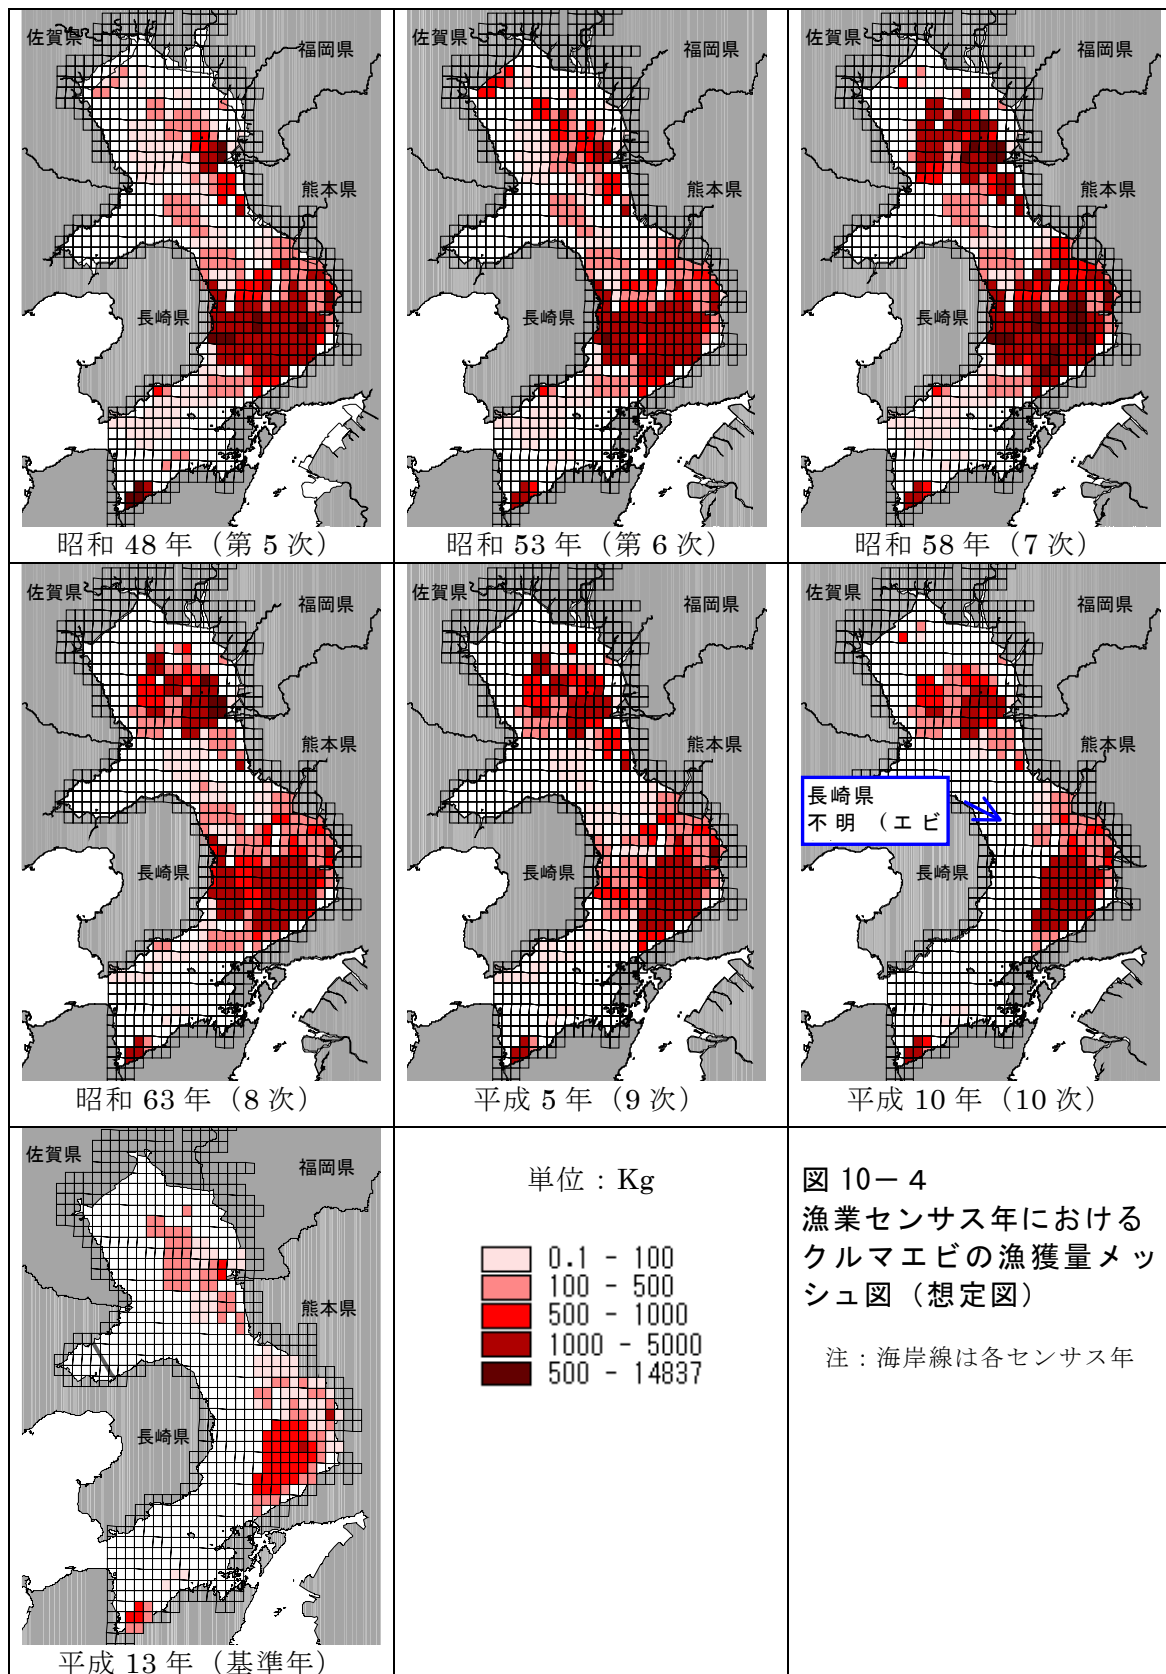 佐賀県
福岡県
熊本県
長崎県
昭和 48 年（第 5 次）
佐賀県
福岡県
熊本県
長崎県
昭和 53 年（第 6 次）
佐賀県
福岡県
熊本県
長崎県
昭和 58 年（7 次）
佐賀県
福岡県
熊本県
長崎県
昭和 63 年（8 次）
佐賀県
福岡県
熊本県
長崎県
平成 5 年（9 次）
佐賀県
福岡県
熊本県
長崎県
不明 （エビ
長崎県
平成 10 年（10 次）
佐賀県
福岡県
熊本県
長崎県
平成 13 年（基準年）
単位：Kg
0.1 - 100
100 - 500
500 - 1000
1000 - 5000
500 - 14837
図 10－４
漁業センサス年における
クルマエビの漁獲量メッ
シュ図（想定図）
注：海岸線は各センサス年